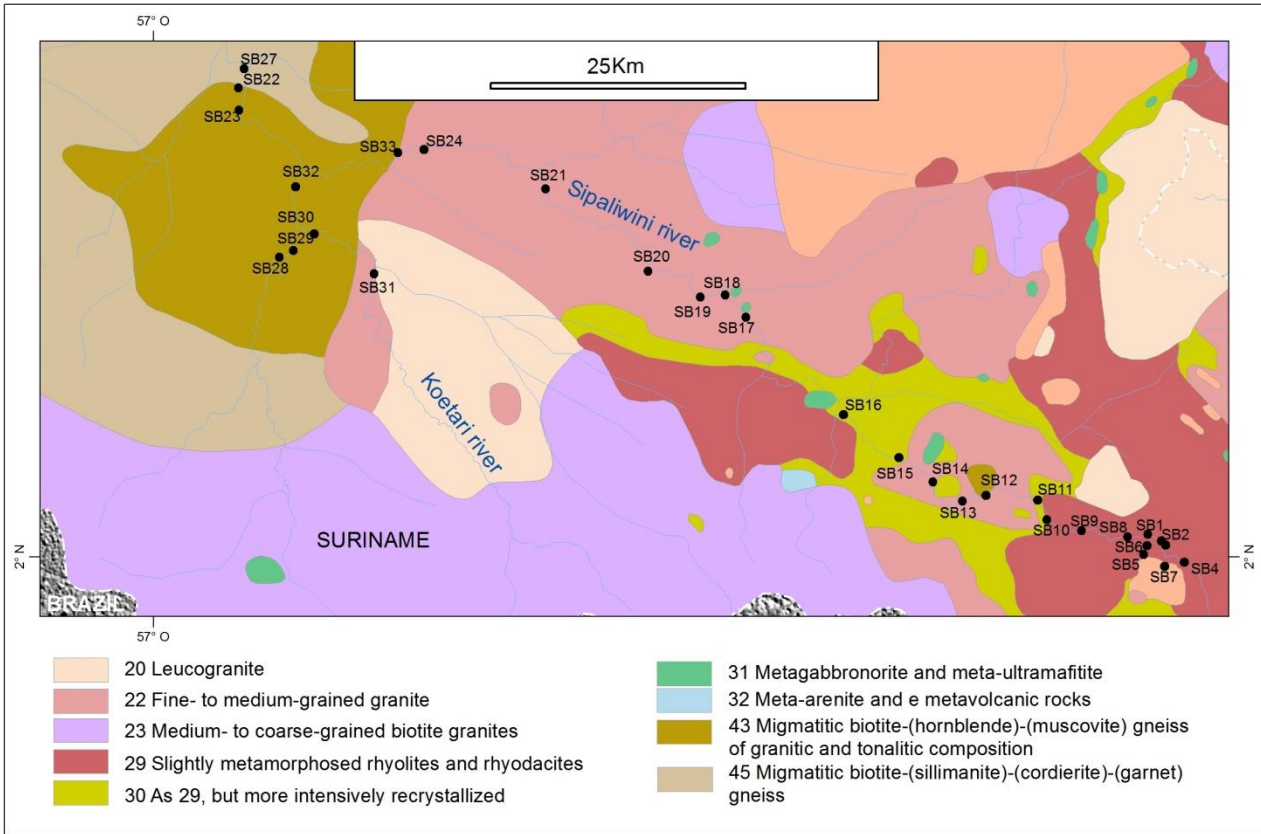 57° O
25Km
SB27
SB22
SB23
SB33
SB24
SB32
SB21
Sipaliwini river
SB30
SB29
SB28
SB31
SB20
SB18
SB19
SB17
Koetari river
SB16
SB15
SB14
SB12
SB13
SB11
SB10
SB9
SB8
SB1
SB2
SB6
SB5
SB7
SB4
SURINAME
2° N
2° N
BRAZIL
57° O
20 Leucogranite
22 Fine- to medium-grained granite
23 Medium- to coarse-grained biotite granites
29 Slightly metamorphosed rhyolites and rhyodacites
30 As 29, but more intensively recrystallized
31 Metagabbronorite and meta-ultramafitite
32 Meta-arenite and e metavolcanic rocks
43 Migmatitic biotite-(hornblende)-(muscovite) gneiss
of granitic and tonalitic composition
45 Migmatitic biotite-(sillimanite)-(cordierite)-(garnet)
gneiss